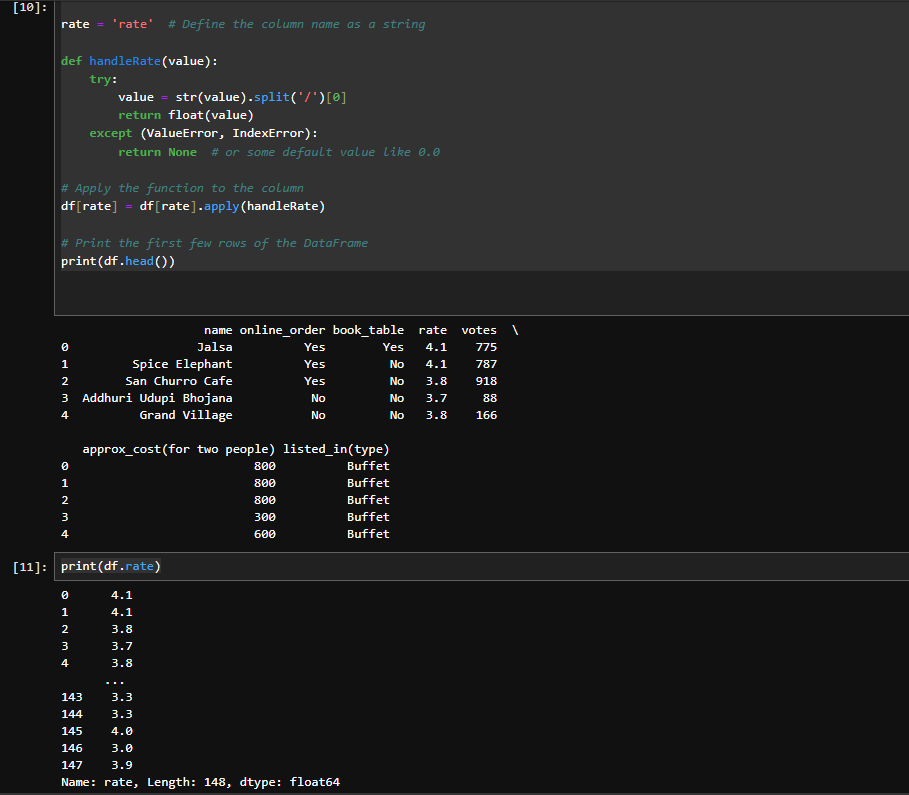 [10]:
rate = 'rate'  # Define the column name as a string
def handleRate(value):
    try:
        value = str(value).split('/')[0]
        return float(value)
    except (ValueError, IndexError):
        return None  # or some default value like 0.0
# Apply the function to the column
df[rate] = df[rate].apply(handleRate)
# Print the first few rows of the DataFrame
print(df.head())
                    name online_order book_table  rate  votes  \
0                  Jalsa          Yes        Yes   4.1    775
1         Spice Elephant          Yes         No   4.1    787
2        San Churro Cafe          Yes         No   3.8    918
3  Addhuri Udupi Bhojana           No         No   3.7     88
4          Grand Village           No         No   3.8    166
   approx_cost(for two people) listed_in(type)
0                          800          Buffet
1                          800          Buffet
2                          800          Buffet
3                          300          Buffet
4                          600          Buffet
[11]: print(df.rate)
0      4.1
1      4.1
2      3.8
3      3.7
4      3.8
      ...
143    3.3
144    3.3
145    4.0
146    3.0
147    3.9
Name: rate, Length: 148, dtype: float64